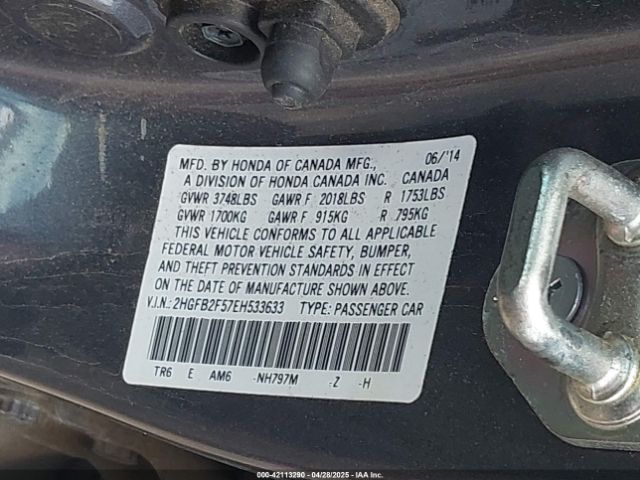 MFD. BY HONDA OF CANADA MFG., 06/'14
A DIVISION OF HONDA CANADA INC. CANADA
GVWR 3748LBS GAWR F 2018LBS R 1753LBS
GVWR 1700KG GAWR F 915KG R 795KG
THIS VEHICLE CONFORMS TO ALL APPLICABLE
FEDERAL MOTOR VEHICLE SAFETY, BUMPER,
AND THEFT PREVENTION STANDARDS IN EFFECT
ON THE DATE OF MANUFACTURE SHOWN ABOVE.
V.I.N.: 2HGFB2F57EH533633 TYPE: PASSENGER CAR
TR6 E AM6 -NH797M -Z -H
000-42113290 - 04/28/2025 - IAA Inc.